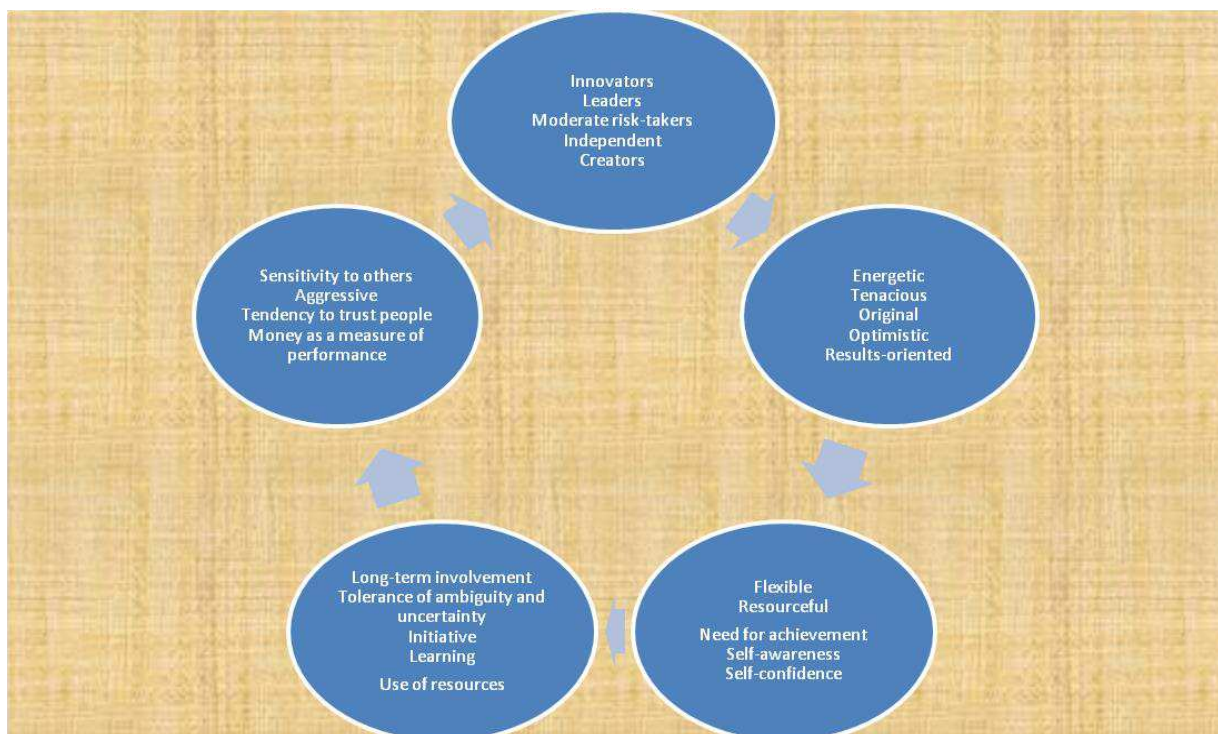 Innovators
Leaders
Moderate risk-takers
Independent
Creators
Energetic
Tenacious
Original
Optimistic
Results-oriented
Flexible
Resourceful
Need for achievement
Self-awareness
Self-confidence
Long-term involvement
Tolerance of ambiguity and
uncertainty
Initiative
Learning
Use of resources
Sensitivity to others
Aggressive
Tendency to trust people
Money as a measure of
performance